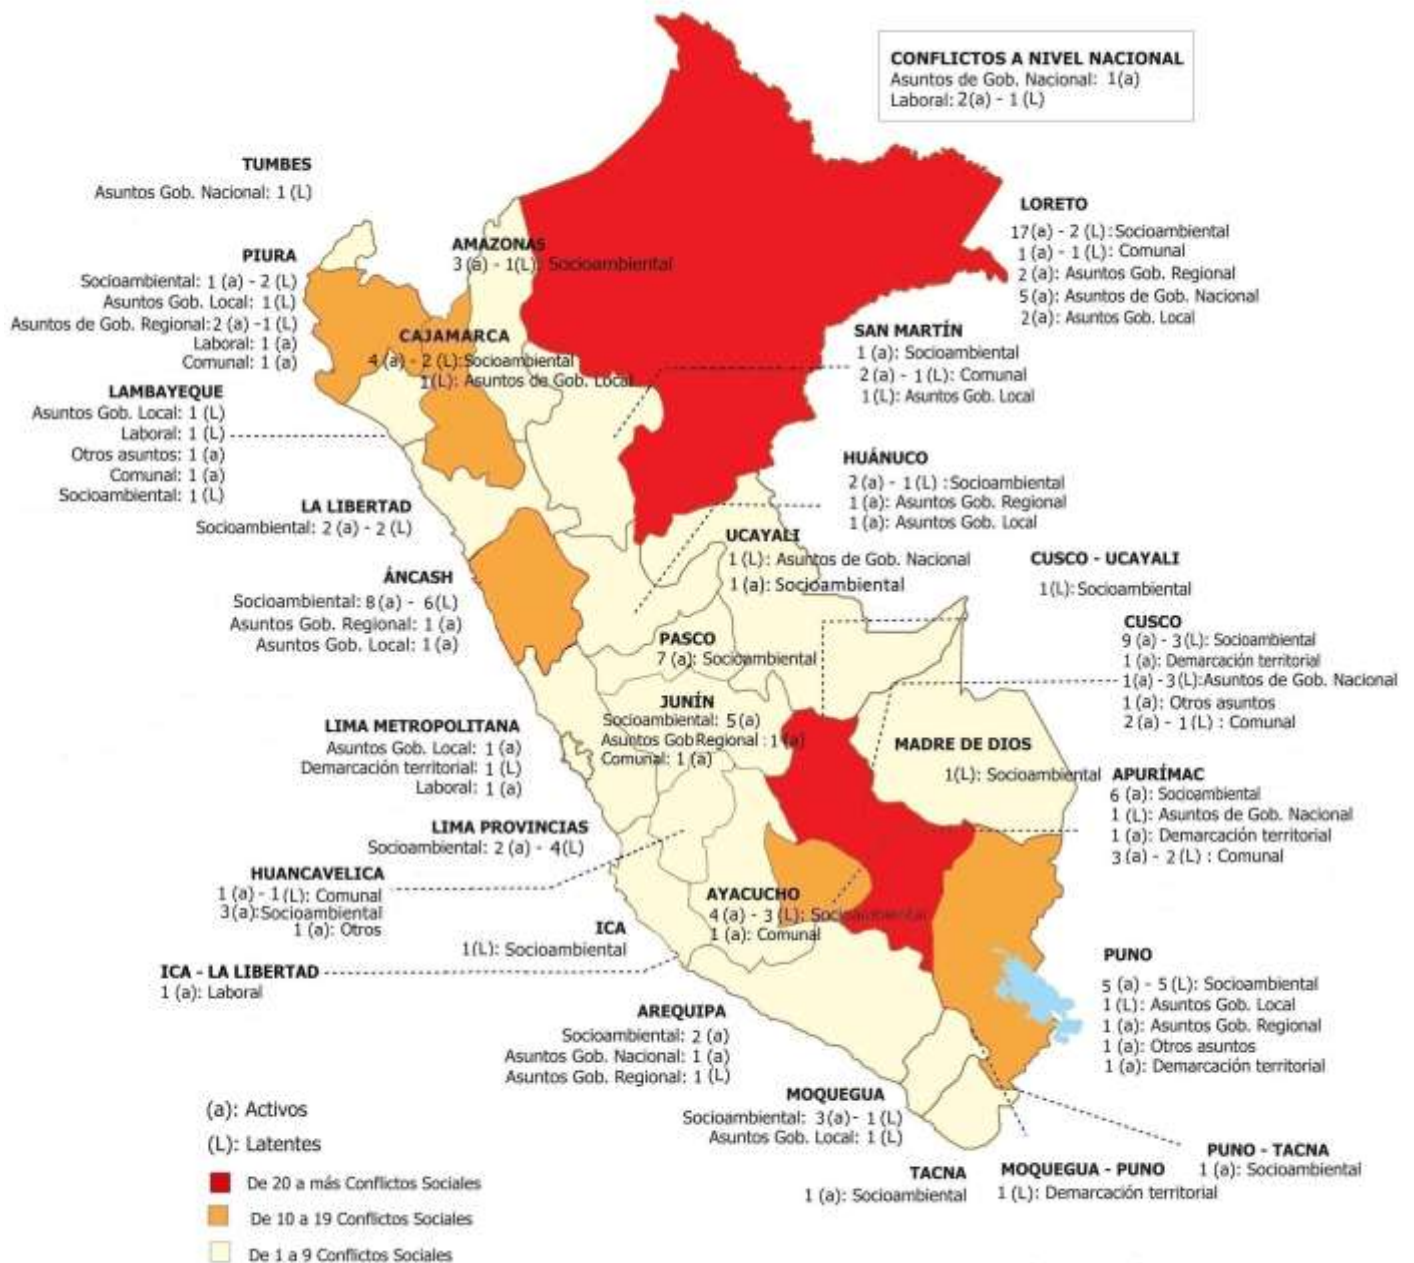 CONFLICTOS A NIVEL NACIONAL
Asuntos de Gob. Nacional: 1(a)
Laboral: 2(a) - 1 (L)
TUMBES
Asuntos Gob. Nacional: 1 (L)
PIURA
Socioambiental: 1 (a) - 2 (L)
Asuntos Gob. Local: 1 (L)
Asuntos de Gob. Regional: 2 (a) -1 (L)
Laboral: 1 (a)
Comunal: 1 (a)
AMAZONAS
3 (a) - 1(L): Socioambiental
CAJAMARCA
4 (a) - 2 (L): Socioambiental
1(L): Asuntos de Gob. Local
LORETO
17 (a) - 2 (L): Socioambiental
1 (a) - 1 (L): Comunal
2 (a): Asuntos Gob. Regional
5 (a): Asuntos de Gob. Nacional
2(a): Asuntos Gob. Local
SAN MARTÍN
1 (a): Socioambiental
2 (a) - 1 (L): Comunal
1 (L): Asuntos Gob. Local
LAMBAYEQUE
Asuntos Gob. Local: 1 (L)
Laboral: 1 (L)
Otros asuntos: 1 (a)
Comunal: 1 (a)
Socioambiental: 1 (L)
HUÁNUCO
2 (a) - 1 (L) : Socioambiental
1 (a): Asuntos Gob. Regional
1 (a): Asuntos Gob. Local
LA LIBERTAD
Socioambiental: 2 (a) - 2 (L)
UCAYALI
1 (L): Asuntos de Gob. Nacional
1 (a): Socioambiental
CUSCO - UCAYALI
1(L): Socioambiental
ÁNCASH
Socioambiental: 8 (a) - 6 (L)
Asuntos Gob. Regional: 1 (a)
Asuntos Gob. Local: 1 (a)
CUSCO
9 (a) - 3 (L): Socioambiental
1 (a): Demarcación territorial
1(a) - 3 (L): Asuntos de Gob. Nacional
1 (a): Otros asuntos
2 (a) - 1 (L) : Comunal
PASCO
7 (a): Socioambiental
JUNÍN
Socioambiental: 5 (a)
Asuntos Gob Regional : 1 (a)
Comunal: 1 (a)
LIMA METROPOLITANA
Asuntos Gob. Local: 1 (a)
Demarcación territorial: 1 (L)
Laboral: 1 (a)
MADRE DE DIOS
1(L): Socioambiental
APURÍMAC
6 (a): Socioambiental
1 (L): Asuntos de Gob. Nacional
1 (a): Demarcación territorial
3 (a) - 2 (L) : Comunal
LIMA PROVINCIAS
Socioambiental: 2 (a) - 4(L)
HUANCAVELICA
1 (a) - 1 (L): Comunal
3 (a): Socioambiental
1 (a): Otros
AYACUCHO
4 (a) - 3 (L): Socioambiental
1 (a): Comunal
ICA
1(L): Socioambiental
ICA - LA LIBERTAD
1 (a): Laboral
PUNO
5 (a) - 5 (L): Socioambiental
1 (L): Asuntos Gob. Local
1 (a): Asuntos Gob. Regional
1 (a): Otros asuntos
1 (a): Demarcación territorial
AREQUIPA
Socioambiental: 2 (a)
Asuntos Gob. Nacional: 1 (a)
Asuntos Gob. Regional: 1 (L)
MOQUEGUA
Socioambiental: 3 (a) - 1 (L)
Asuntos Gob. Local: 1 (L)
TACNA
1 (a): Socioambiental
MOQUEGUA - PUNO
1 (L): Demarcación territorial
PUNO - TACNA
1 (a): Socioambiental
(a): Activos
(L): Latentes
De 20 a más Conflictos Sociales
De 10 a 19 Conflictos Sociales
De 1 a 9 Conflictos Sociales